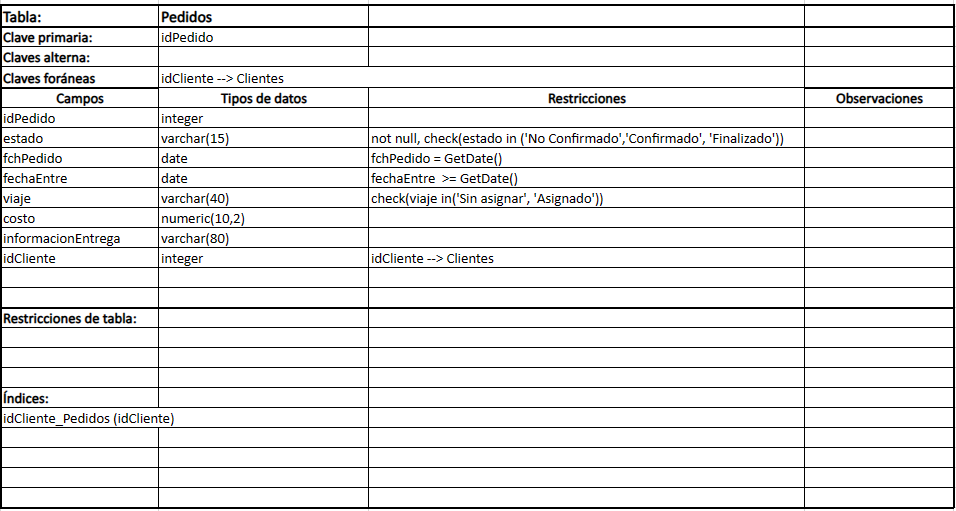 Tabla: Pedidos
Clave primaria: idPedido
Claves alterna:
Claves foráneas idCliente --> Clientes
Campos Tipos de datos Restricciones Observaciones
idPedido integer
estado varchar(15) not null, check(estado in ('No Confirmado','Confirmado', 'Finalizado'))
fchPedido date fchPedido = GetDate()
fechaEntre date fechaEntre  >= GetDate()
viaje varchar(40) check(viaje in('Sin asignar', 'Asignado'))
costo numeric(10,2)
informacionEntrega varchar(80)
idCliente integer idCliente --> Clientes
Restricciones de tabla:
Índices:
idCliente_Pedidos (idCliente)